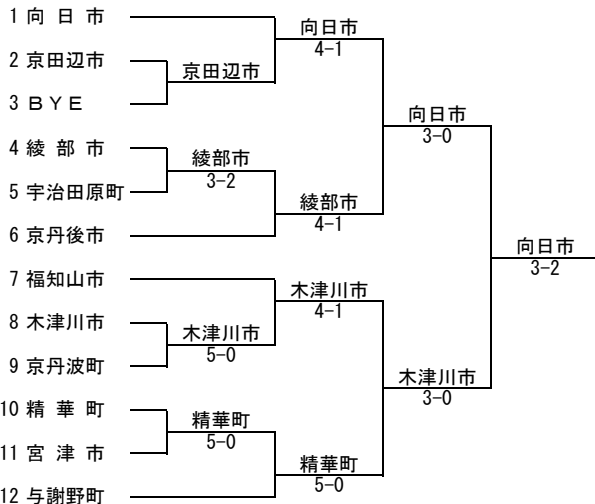 1 向 日 市
2 京田辺市
3 ＢＹＥ
4 綾 部 市
5 宇治田原町
6 京丹後市
7 福知山市
8 木津川市
9 京丹波町
10 精 華 町
11 宮 津 市
12 与謝野町
京田辺市
綾部市
3-2
木津川市
5-0
精華町
5-0
向日市
4-1
綾部市
4-1
木津川市
4-1
精華町
5-0
向日市
3-0
木津川市
3-0
向日市
3-2